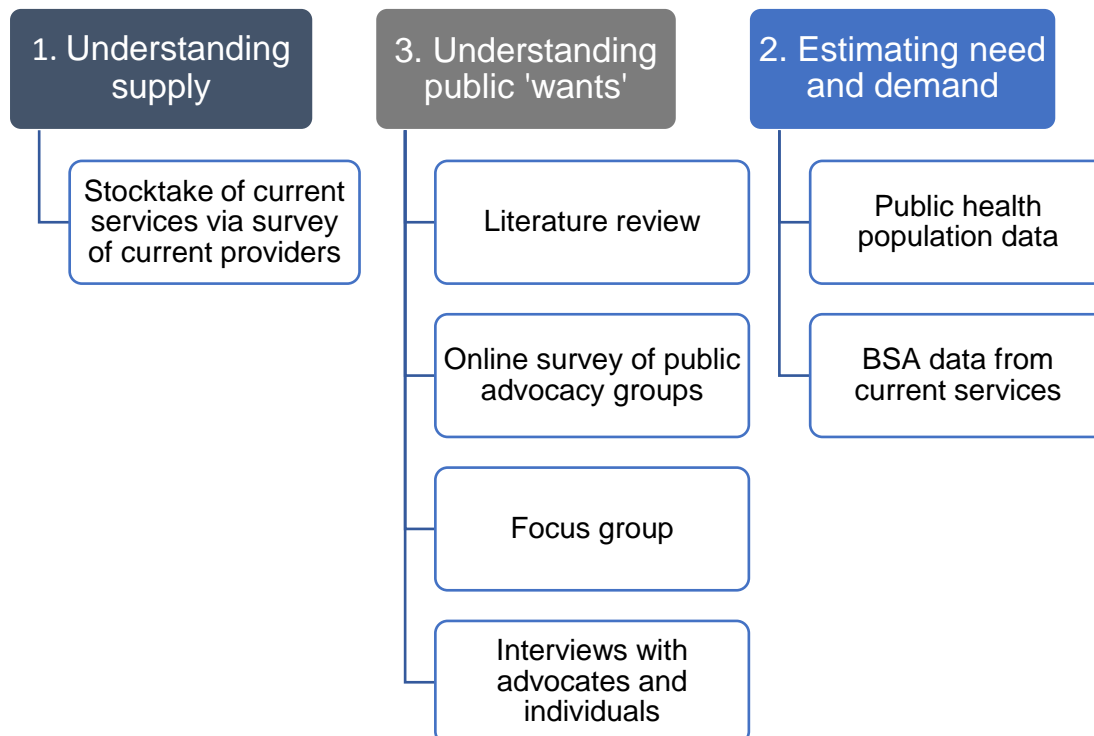 1. Understanding
supply
Stocktake of current
services via survey
of current providers
3. Understanding
public 'wants'
Literature review
Online survey of public
advocacy groups
Focus group
Interviews with
advocates and
individuals
2. Estimating need
and demand
Public health
population data
BSA data from
current services